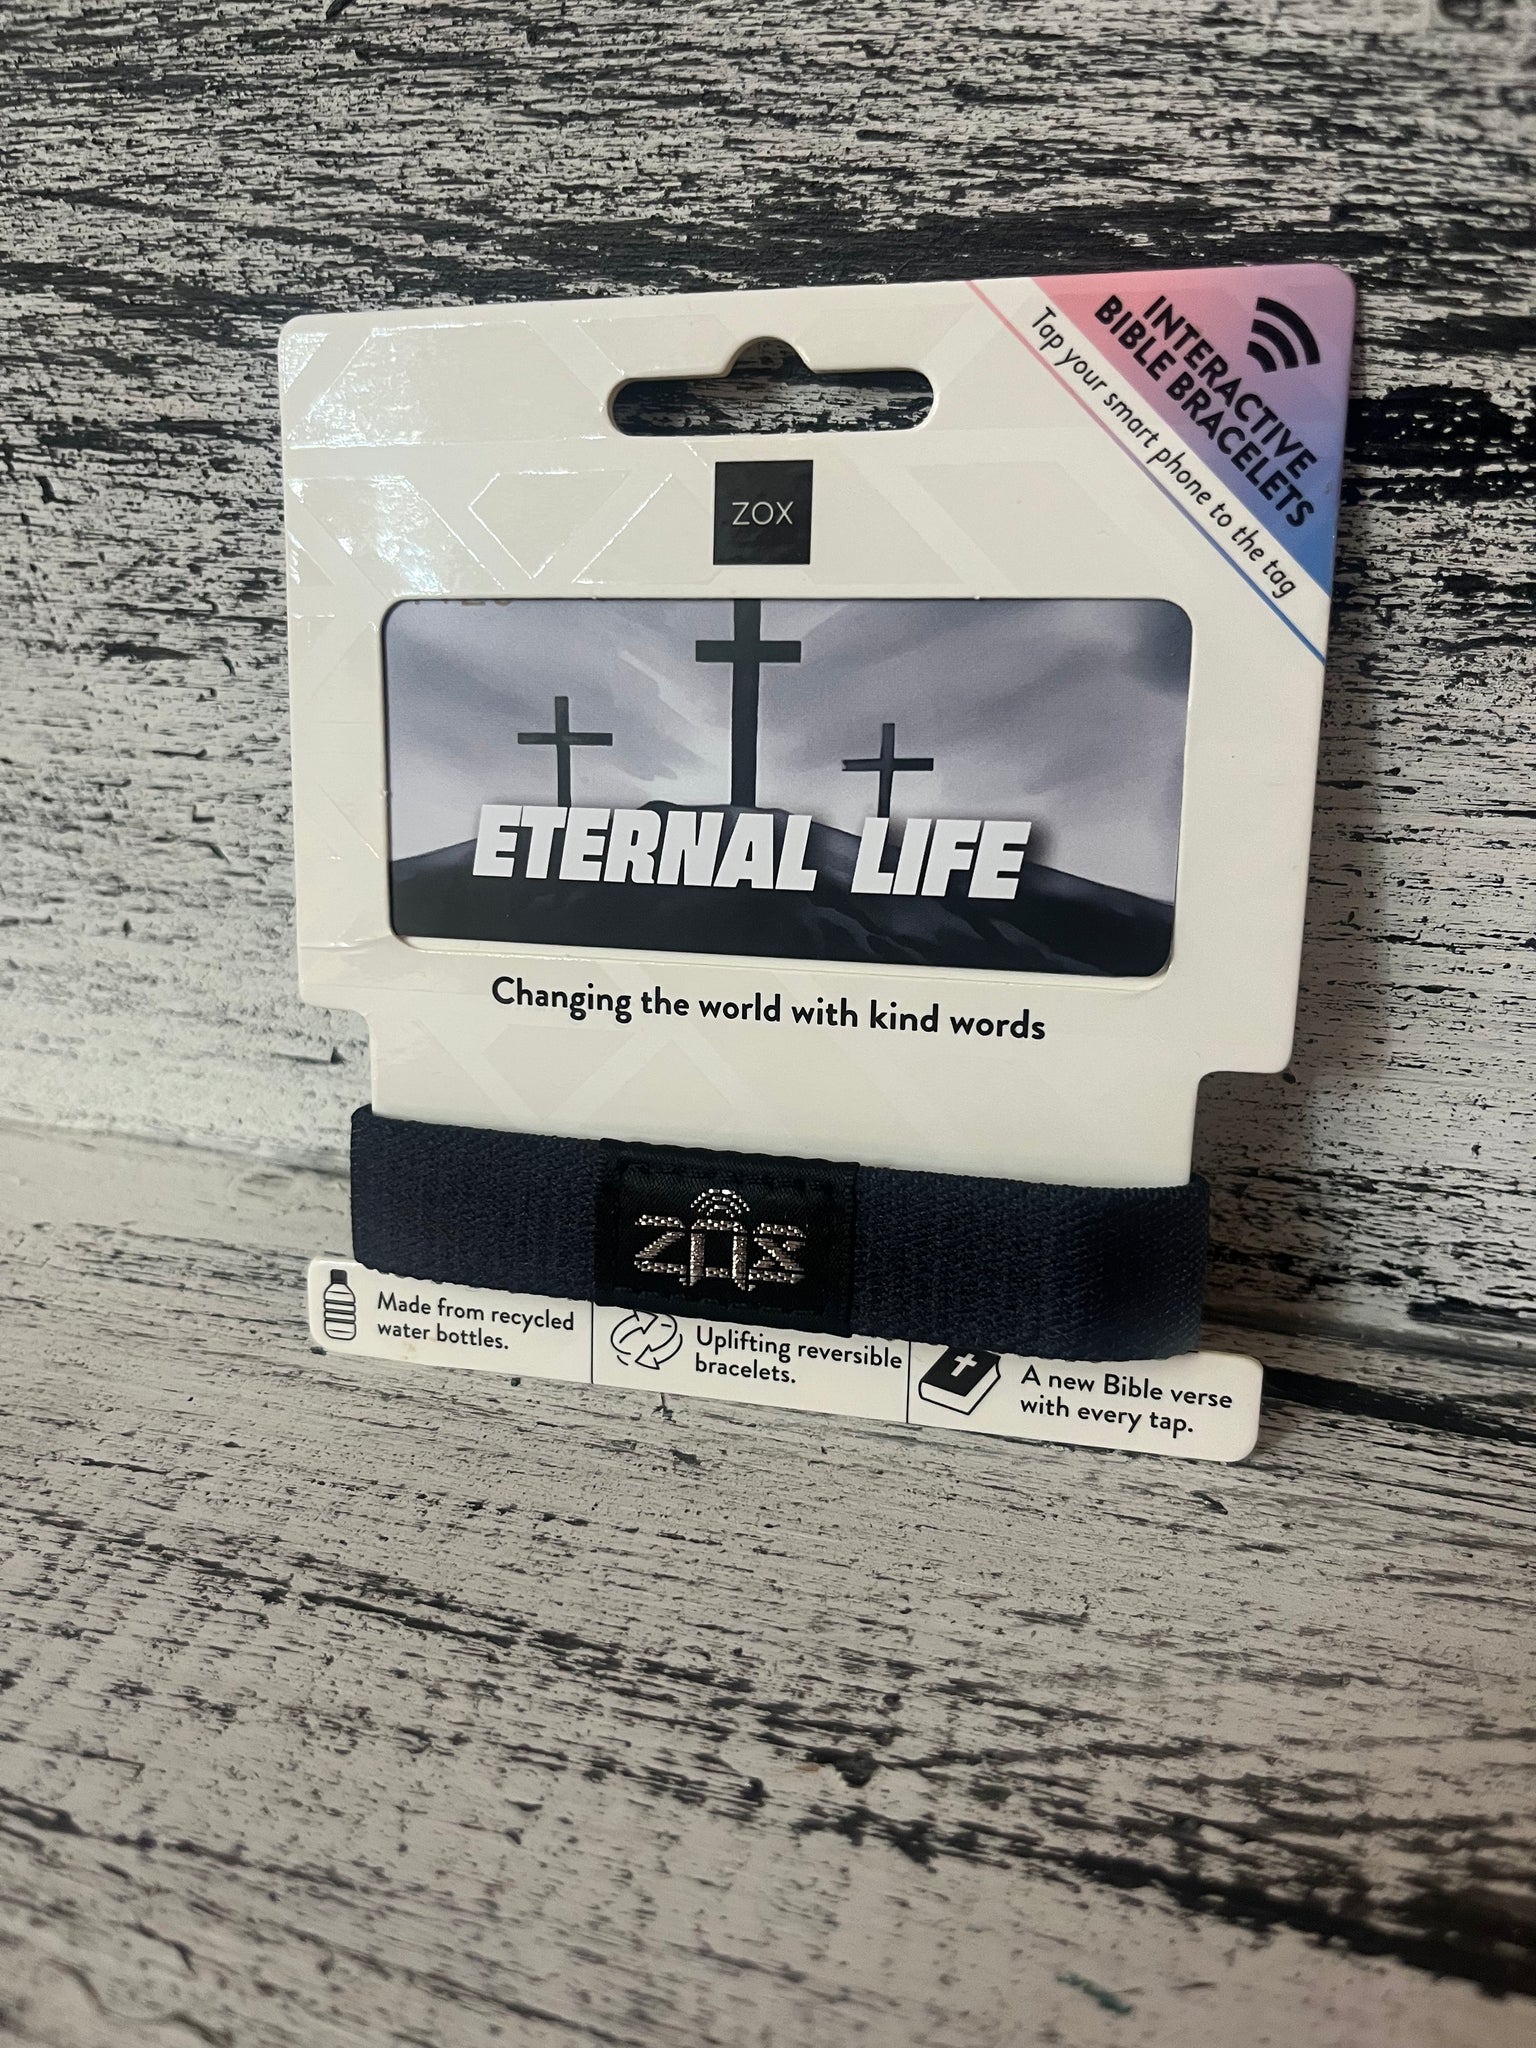 INTERACTIVE
BIBLE BRACELETS
Tap your smart phone to the tag
ZOX
ETERNAL LIFE
Changing the world with kind words
ZOX
Made from recycled
water bottles.
Uplifting reversible
bracelets.
A new Bible verse
with every tap.